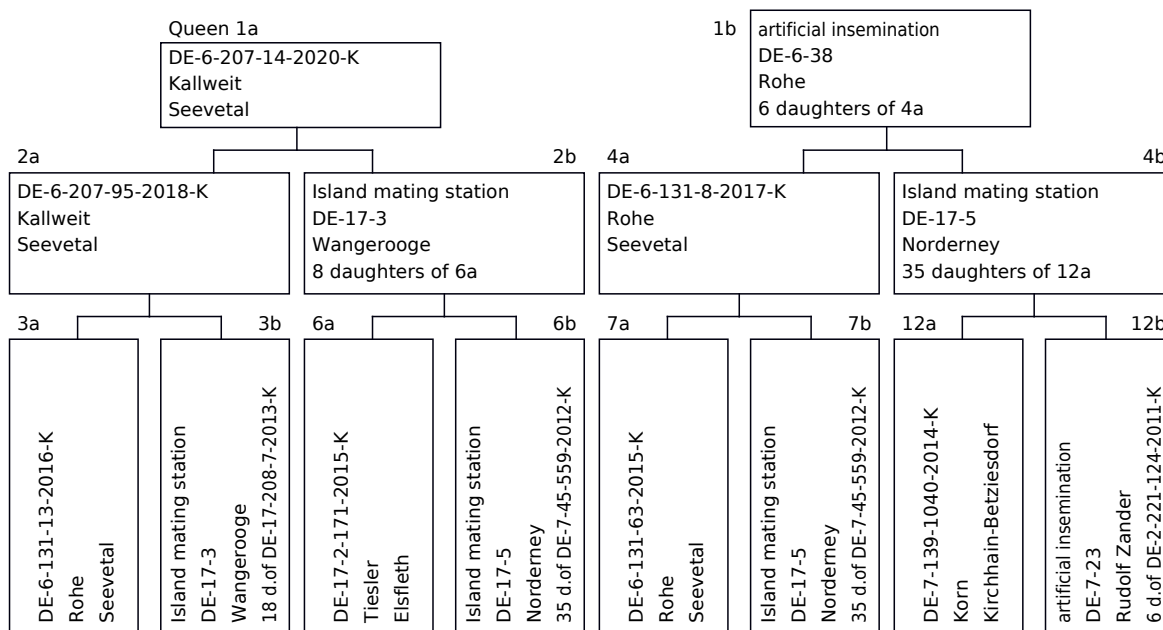 Queen 1a
DE-6-207-14-2020-K
Kallweit
Seevetal
1b
artificial insemination
DE-6-38
Rohe
6 daughters of 4a
2a
DE-6-207-95-2018-K
Kallweit
Seevetal
2b
Island mating station
DE-17-3
Wangerooge
8 daughters of 6a
4a
DE-6-131-8-2017-K
Rohe
Seevetal
4b
Island mating station
DE-17-5
Norderney
35 daughters of 12a
3a
DE-6-131-13-2016-K
Rohe
Seevetal
3b
Island mating station
DE-17-3
Wangerooge
18 d.of DE-17-208-7-2013-K
6a
DE-17-2-171-2015-K
Tiesler
Elsfleth
6b
Island mating station
DE-17-5
Norderney
35 d.of DE-7-45-559-2012-K
7a
DE-6-131-63-2015-K
Rohe
Seevetal
7b
Island mating station
DE-17-5
Norderney
35 d.of DE-7-45-559-2012-K
12a
DE-7-139-1040-2014-K
Korn
Kirchhain-Betziesdorf
12b
artificial insemination
DE-7-23
Rudolf Zander
6 d.of DE-2-221-124-2011-K